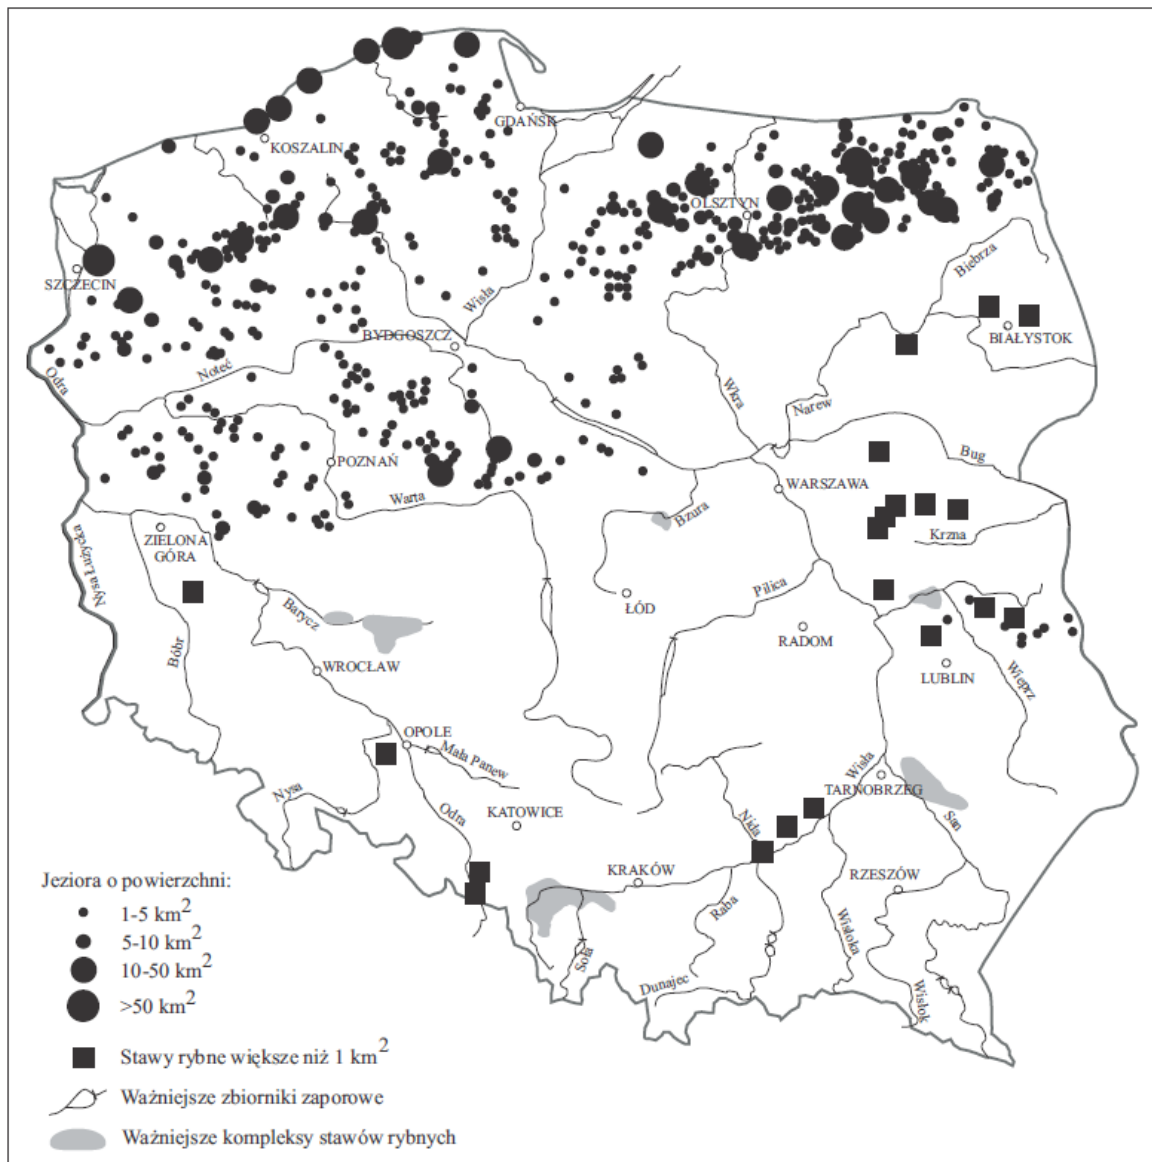 GDAŃSK
KOSZALIN
OLSZTYN
SZCZECIN
Biebrza
Wisła
BIAŁYSTOK
BYDGOSZCZ
Noteć
Odra
Wkra
Narew
Bug
POZNAŃ
WARSZAWA
Warta
Bzura
Krzna
ZIELONA
GÓRA
Nysa Łużycka
Pilica
ŁÓD
Barycz
RADOM
Bóbr
WROCŁAW
LUBLIN
Wieprz
OPOLE
Mała Panew
Wisła
TARNOBRZEG
Nysa
Odra
KATOWICE
Nida
San
KRAKÓW
RZESZÓW
Raba
Wisłoka
Soła
Dunajec
Wisłok
Jeziora o powierzchni:
1-5 km2
5-10 km2
10-50 km2
>50 km2
Stawy rybne większe niż 1 km2
Ważniejsze zbiorniki zaporowe
Ważniejsze kompleksy stawów rybnych